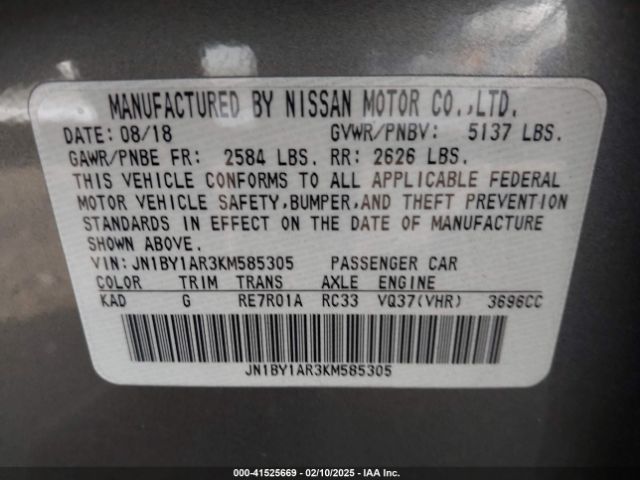 MANUFACTURED BY NISSAN MOTOR CO.,LTD.
DATE: 08/18 GVWR/PNBV: 5137 LBS.
GAWR/PNBE FR: 2584 LBS. RR: 2626 LBS.
THIS VEHICLE CONFORMS TO ALL APPLICABLE FEDERAL
MOTOR VEHICLE SAFETY,BUMPER,AND THEFT PREVENTION
STANDARDS IN EFFECT ON THE DATE OF MANUFACTURE
SHOWN ABOVE.
VIN: JN1BY1AR3KM585305 PASSENGER CAR
COLOR TRIM TRANS AXLE ENGINE
KAD G RE7R01A RC33 VQ37(VHR) 3696CC
JN1BY1AR3KM585305
000-41525669 - 02/10/2025 - IAAI.COM